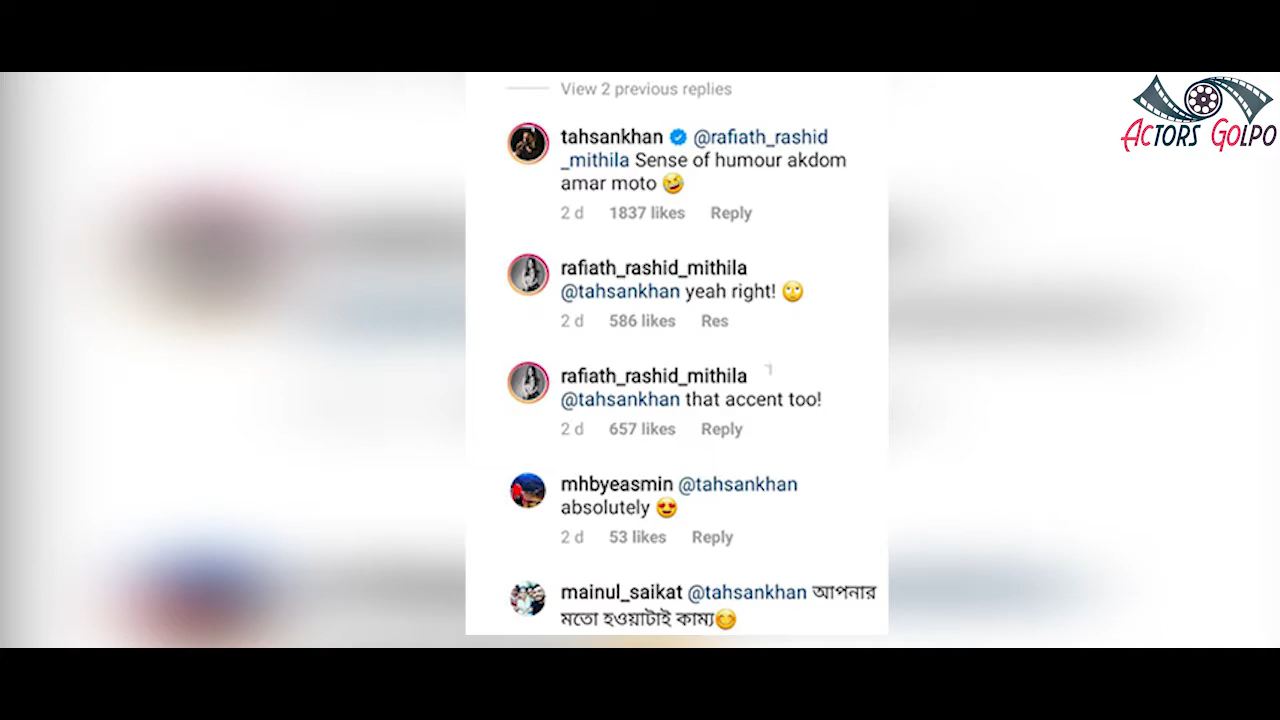 View 2 previous replies
ACTORS GOLPO
tahsankhan @rafiath_rashid
_mithila Sense of humour akdom
amar moto 🤣
2 d 1837 likes Reply
rafiath_rashid_mithila
@tahsankhan yeah right! 🙄
2 d 586 likes Res
rafiath_rashid_mithila
@tahsankhan that accent too!
2 d 657 likes Reply
mhbyeasmin @tahsankhan
absolutely 😍
2 d 53 likes Reply
mainul_saikat @tahsankhan আপনার
মতো হওয়াটাই কাম্য😊